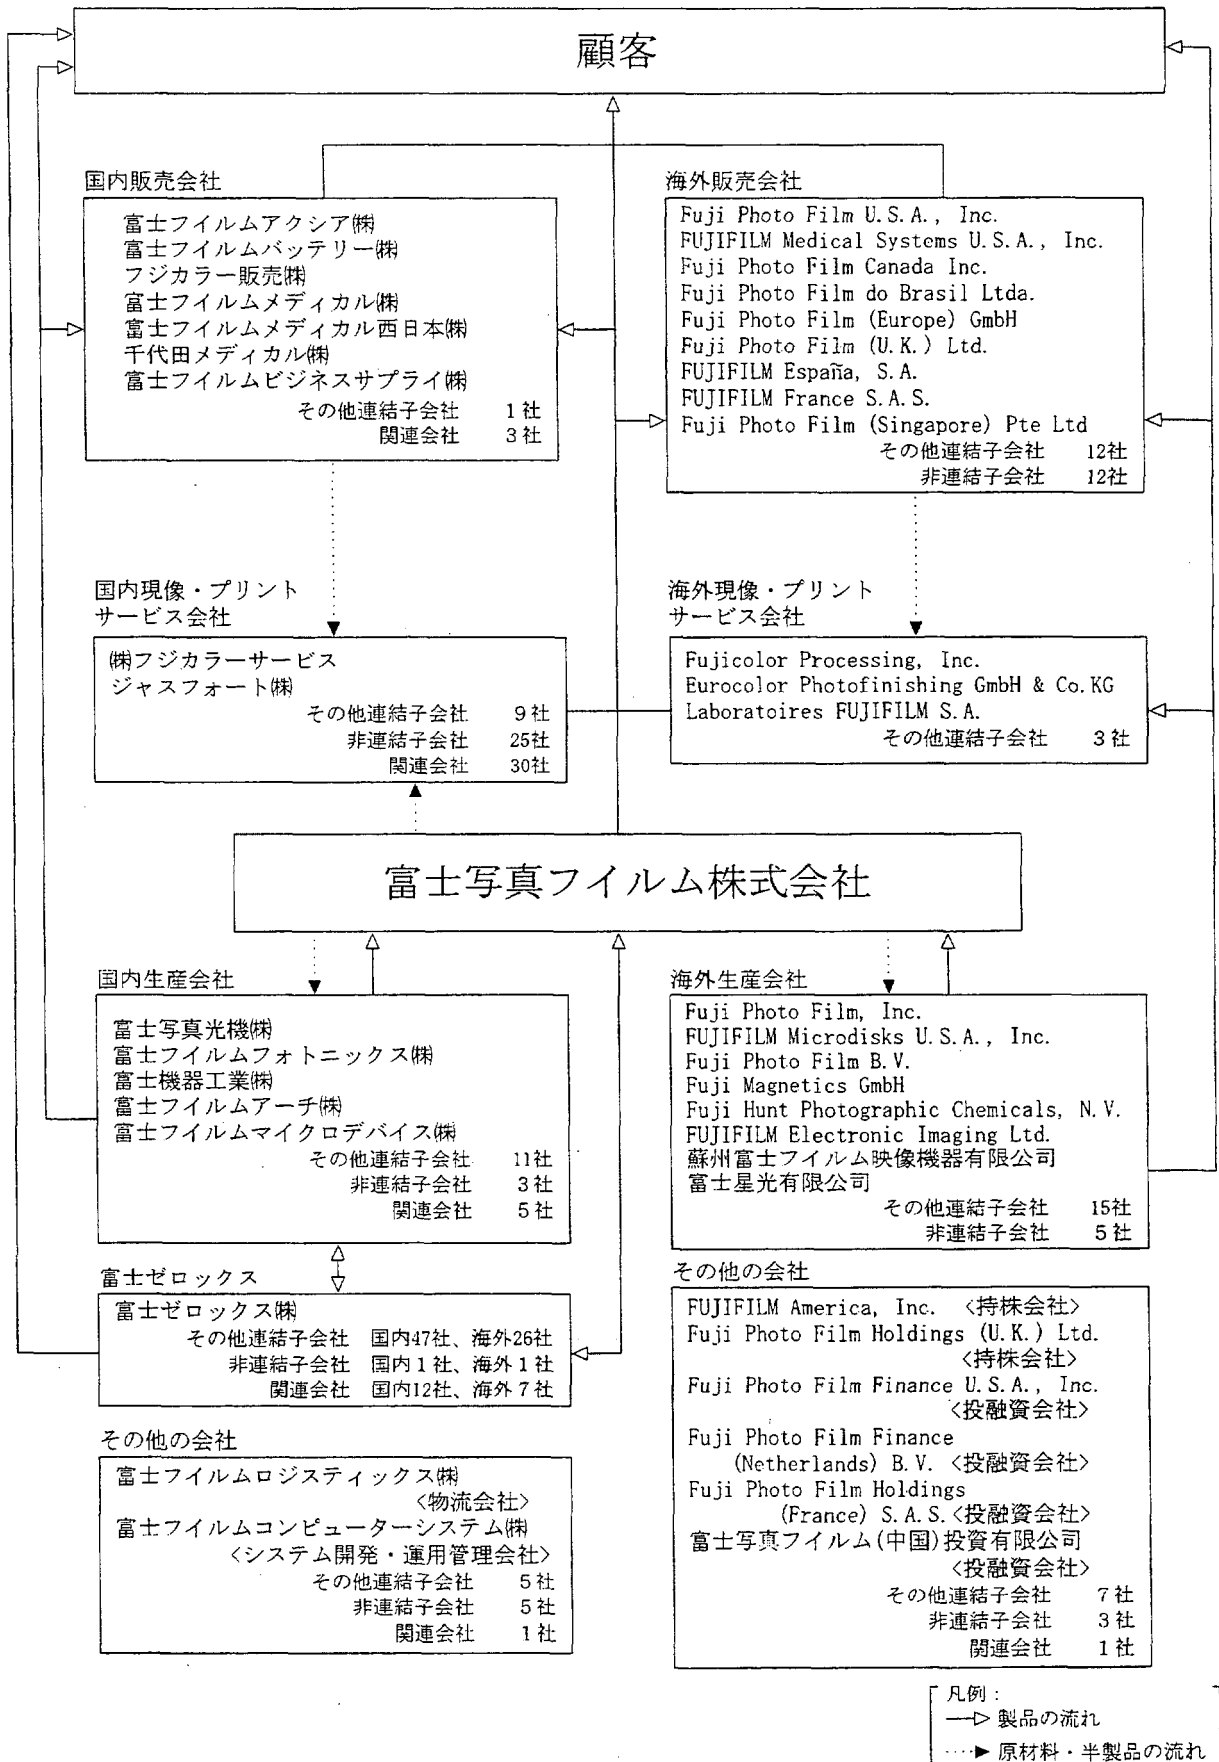 顧客
国内販売会社
富士フイルムアクシア㈱
富士フイルムバッテリー㈱
フジカラー販売㈱
富士フイルムメディカル㈱
富士フイルムメディカル西日本㈱
千代田メディカル㈱
富士フイルムビジネスサプライ㈱
その他連結子会社 1社
関連会社 3社
海外販売会社
Fuji Photo Film U.S.A., Inc.
FUJIFILM Medical Systems U.S.A., Inc.
Fuji Photo Film Canada Inc.
Fuji Photo Film do Brasil Ltda.
Fuji Photo Film (Europe) GmbH
Fuji Photo Film (U.K.) Ltd.
FUJIFILM España, S.A.
FUJIFILM France S.A.S.
Fuji Photo Film (Singapore) Pte Ltd
その他連結子会社 12社
非連結子会社 12社
国内現像・プリント
サービス会社
㈱フジカラーサービス
ジャスフォート㈱
その他連結子会社 9社
非連結子会社 25社
関連会社 30社
海外現像・プリント
サービス会社
Fujicolor Processing, Inc.
Eurocolor Photofinishing GmbH & Co.KG
Laboratoires FUJIFILM S.A.
その他連結子会社 3社
富士写真フイルム株式会社
国内生産会社
富士写真光機㈱
富士フイルムフォトニックス㈱
富士機器工業㈱
富士フイルムアーチ㈱
富士フイルムマイクロデバイス㈱
その他連結子会社 11社
非連結子会社 3社
関連会社 5社
海外生産会社
Fuji Photo Film, Inc.
FUJIFILM Microdisks U.S.A., Inc.
Fuji Photo Film B.V.
Fuji Magnetics GmbH
Fuji Hunt Photographic Chemicals, N.V.
FUJIFILM Electronic Imaging Ltd.
蘇州富士フイルム映像機器有限公司
富士星光有限公司
その他連結子会社 15社
非連結子会社 5社
富士ゼロックス
富士ゼロックス㈱
その他連結子会社 国内47社、海外26社
非連結子会社 国内1社、海外1社
関連会社 国内12社、海外7社
その他の会社
富士フイルムロジスティックス㈱
<物流会社>
富士フイルムコンピューターシステム㈱
<システム開発・運用管理会社>
その他連結子会社 5社
非連結子会社 5社
関連会社 1社
その他の会社
FUJIFILM America, Inc. <持株会社>
Fuji Photo Film Holdings (U.K.) Ltd.
<持株会社>
Fuji Photo Film Finance U.S.A., Inc.
<投融資会社>
Fuji Photo Film Finance
(Netherlands) B.V. <投融資会社>
Fuji Photo Film Holdings
(France) S.A.S.<投融資会社>
富士写真フイルム(中国)投資有限公司
<投融資会社>
その他連結子会社 7社
非連結子会社 3社
関連会社 1社
凡例：
製品の流れ
原材料・半製品の流れ